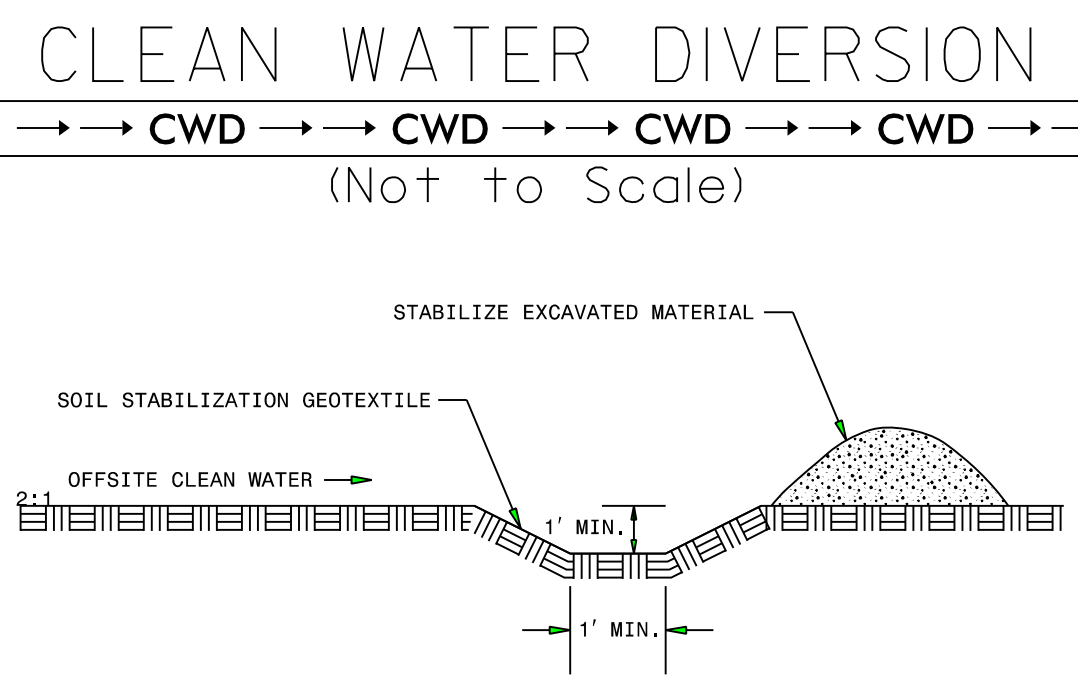 CLEAN WATER DIVERSION
CWD CWD CWD CWD
(Not to Scale)
STABILIZE EXCAVATED MATERIAL
SOIL STABILIZATION GEOTEXTILE
OFFSITE CLEAN WATER
2:1
1' MIN.
1' MIN.